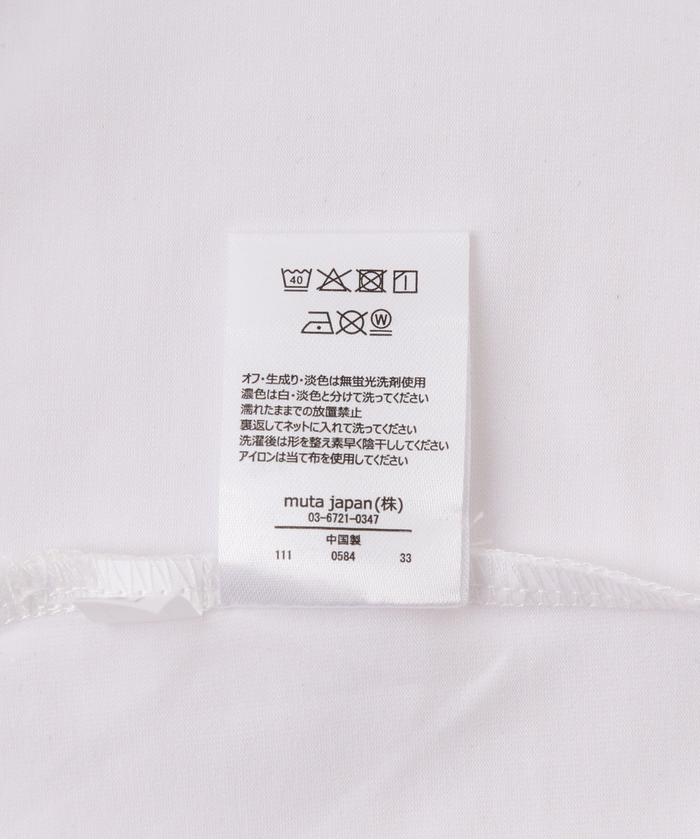 40
W
オフ・生成り・淡色は無蛍光洗剤使用
濃色は白・淡色と分けて洗ってください
濡れたままでの放置禁止
裏返してネットに入れて洗ってください
洗濯後は形を整え素早く陰干ししてください
アイロンは当て布を使用してください
muta japan(株)
03-6721-0347
中国製
111 0584 33